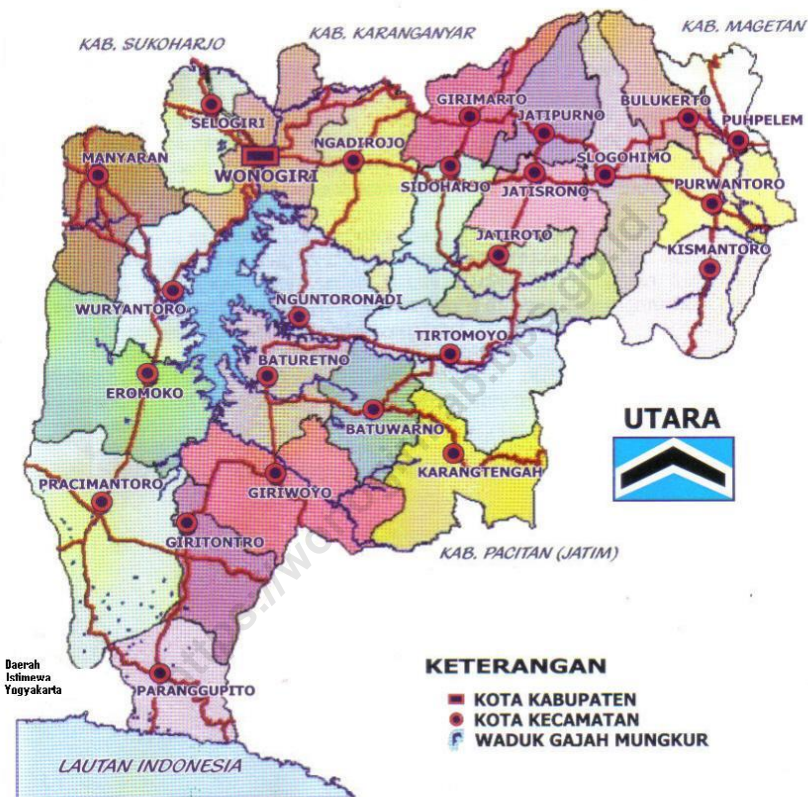 KAB. SUKOHARJO
KAB. KARANGANYAR
KAB. MAGETAN
SELOGIRI
GIRIMARTO
JATIPURNO
BULUKERTO
PUHPELEM
MANYARAN
WONOGIRI
NGADIROJO
SIDOHARJO
JATISRONO
SLOGOHIMO
PURWANTORO
JATIROTO
KISMANTORO
WURYANTORO
NGUNTORONADI
TIRTOMOYO
BATURETNO
EROMOKO
BATUWARNO
UTARA
KARANGTENGAH
PRACIMANTORO
GIRIWOYO
GIRITONTRO
KAB. PACITAN (JATIM)
Daerah
Istimewa
Yogyakarta
PARANGGUPITO
LAUTAN INDONESIA
KETERANGAN
KOTA KABUPATEN
KOTA KECAMATAN
WADUK GAJAH MUNGKUR